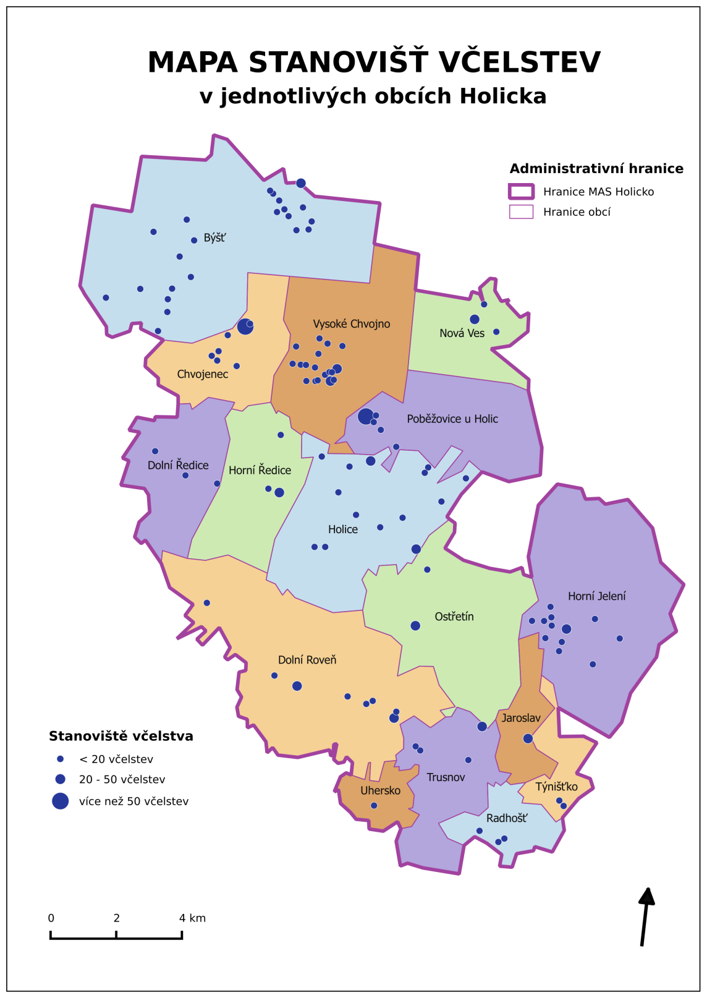 MAPA STANOVIŠŤ VČELSTEV
v jednotlivých obcích Holicka
Administrativní hranice
Hranice MAS Holicko
Hranice obcí
Býšť
Vysoké Chvojno
Nová Ves
Chvojenec
Poběžovice u Holic
Dolní Ředice
Horní Ředice
Holice
Horní Jelení
Ostřetín
Dolní Roveň
Jaroslav
Stanoviště včelstva
< 20 včelstev
20 - 50 včelstev
více než 50 včelstev
Trusnov
Týnišťko
Uhersko
Radhošť
0 2 4 km